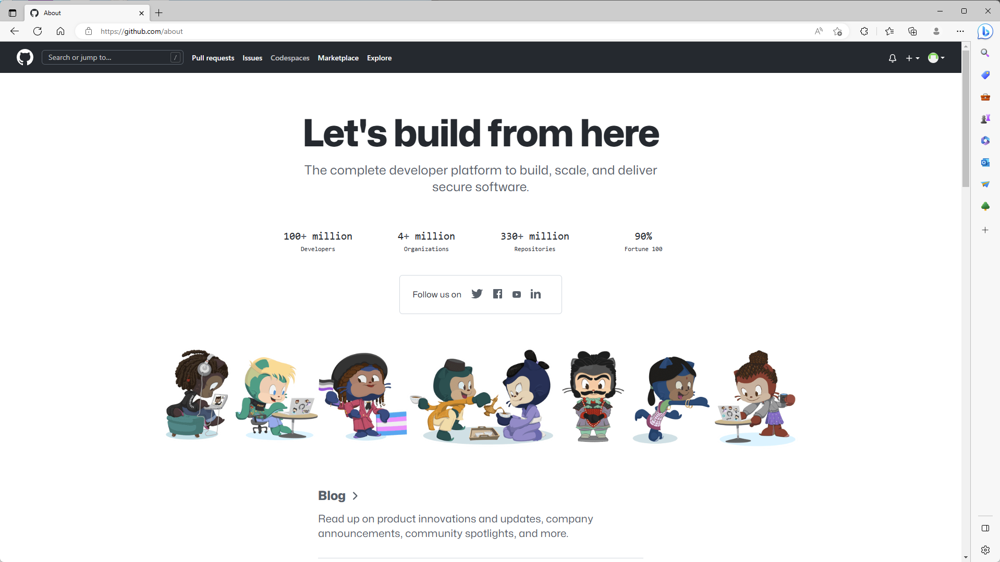 About
https://github.com/about
Search or jump to... /
Pull requests Issues Codespaces Marketplace Explore
Let's build from here
The complete developer platform to build, scale, and deliver
secure software.
100+ million 4+ million 330+ million 90%
Developers Organizations Repositories Fortune 100
Follow us on
Blog
Read up on product innovations and updates, company
announcements, community spotlights, and more.